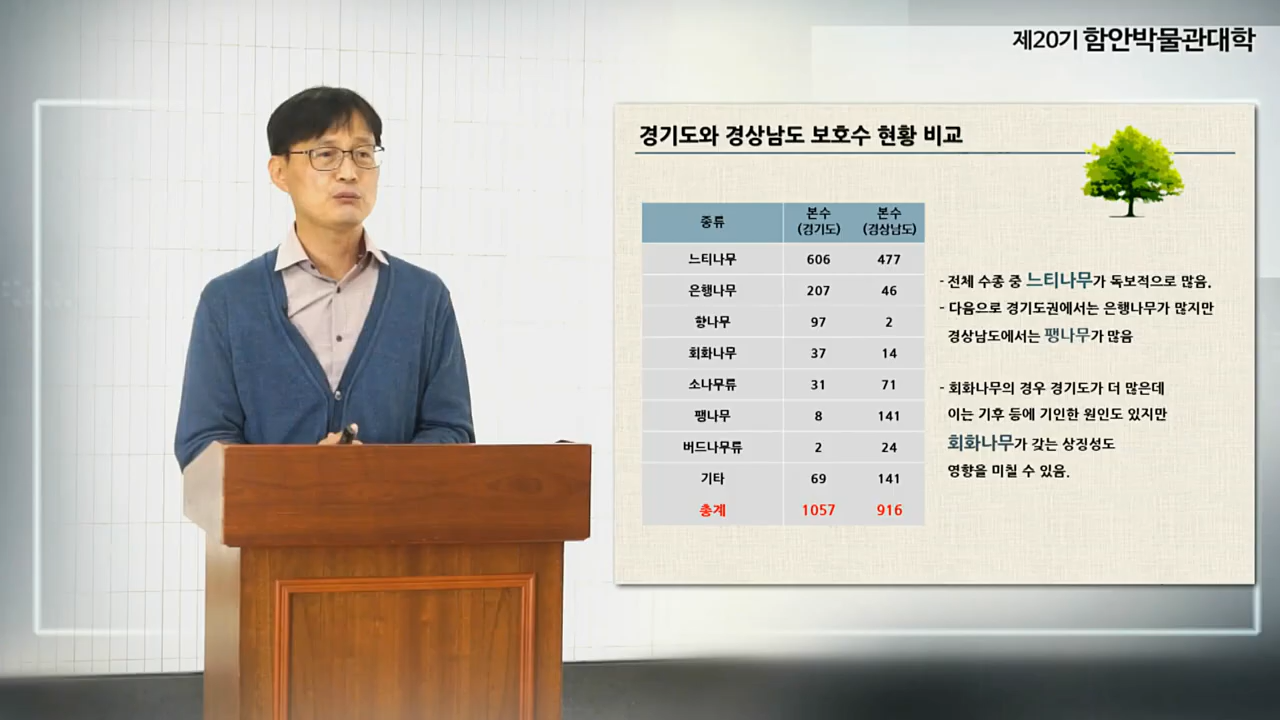 제20기 함안박물관대학
경기도와 경상남도 보호수 현황 비교
종류 본수 (경기도) 본수 (경상남도)
느티나무 606 477
은행나무 207 46
향나무 97 2
회화나무 37 14
소나무류 31 71
팽나무 8 141
버드나무류 2 24
기타 69 141
총계 1057 916
- 전체 수종 중 느티나무가 독보적으로 많음.
- 다음으로 경기도권에서는 은행나무가 많지만
경상남도에서는 팽나무가 많음
- 회화나무의 경우 경기도가 더 많은데
이는 기후 등에 기인한 원인도 있지만
회화나무가 갖는 상징성도
영향을 미칠 수 있음.